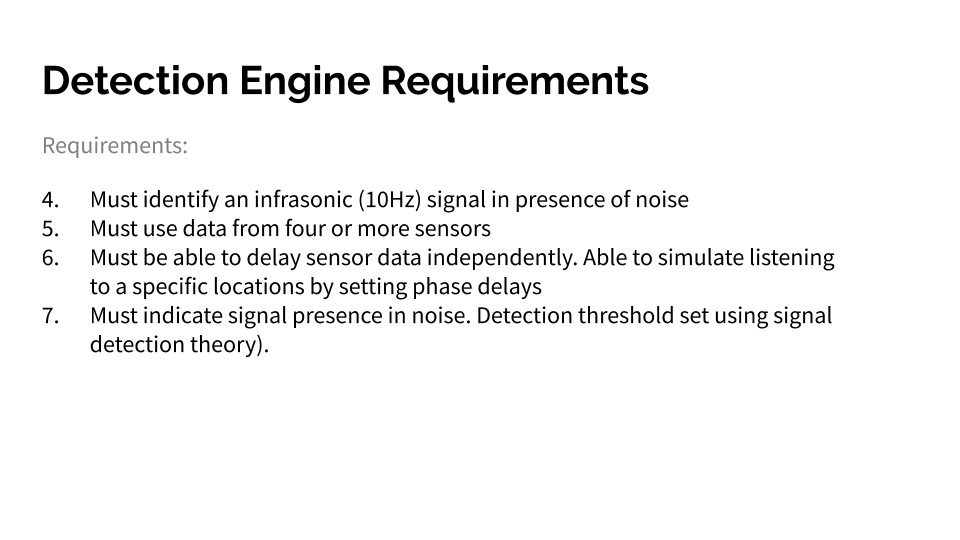 Detection Engine Requirements
Requirements:
4. Must identify an infrasonic (10Hz) signal in presence of noise
5. Must use data from four or more sensors
6. Must be able to delay sensor data independently. Able to simulate listening
to a specific locations by setting phase delays
7. Must indicate signal presence in noise. Detection threshold set using signal
detection theory).